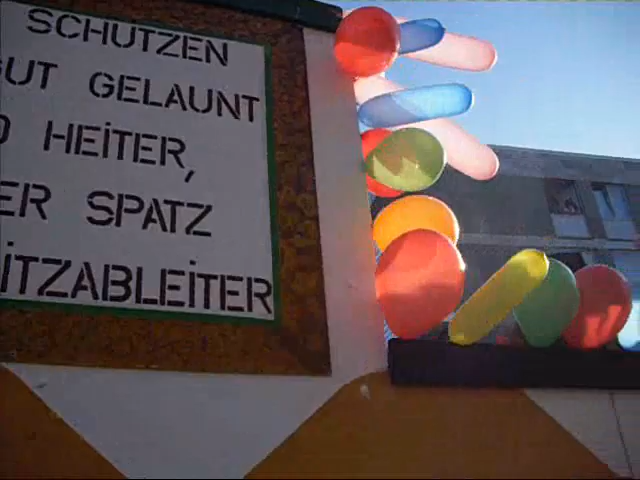 SCHUTZEN
GUT GELAUNT
HEITER,
ER SPATZ
ITZABLEITER